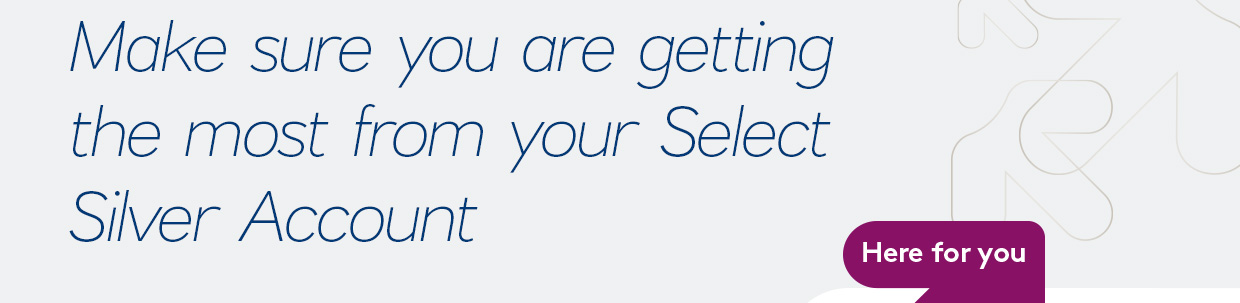 Make sure you are getting
the most from your Select
Silver Account
Here for you